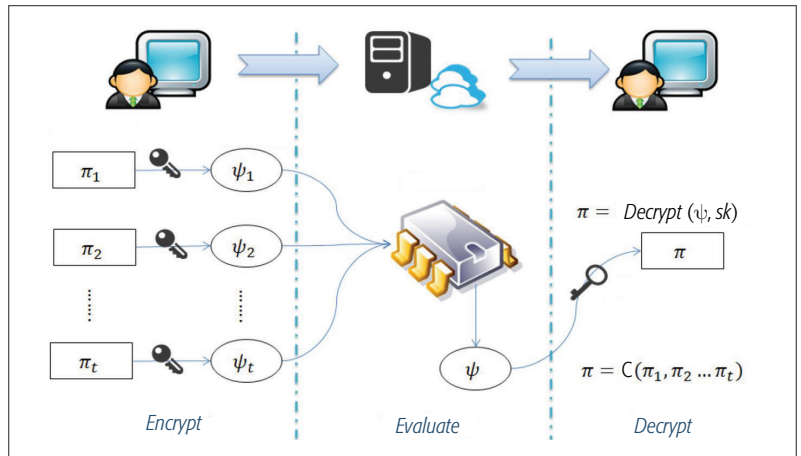 π₁
ψ₁
π₂
ψ₂
......
......
πₜ
ψₜ
ψ
π = Decrypt (ψ, sk)
π
π = C(π₁, π₂ ... πₜ)
Encrypt
Evaluate
Decrypt